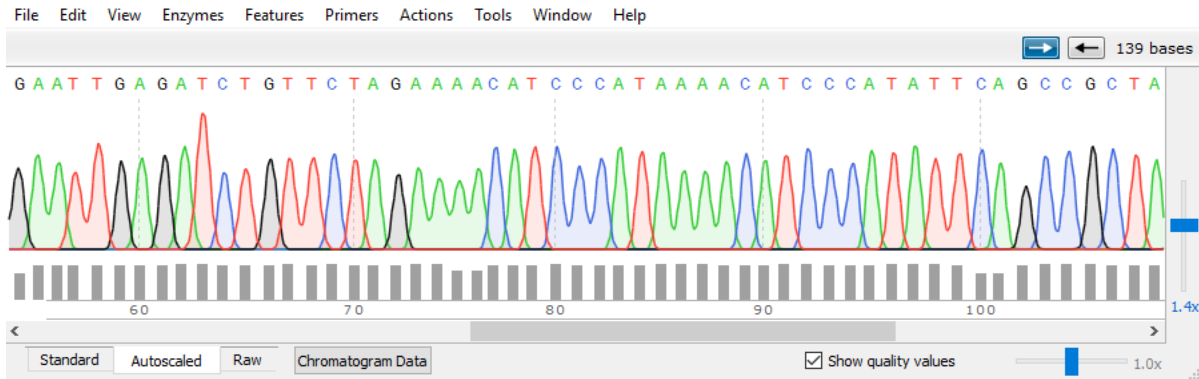 File Edit View Enzymes Features Primers Actions Tools Window Help
139 bases
G A A T T G A G A T C T G T T C T A G A A A A C A T C C C A T A A A A C A T C C C A T A T T C A G C C G C T A
60 70 80 90 100
1.4x
Standard Autoscaled Raw Chromatogram Data Show quality values 1.0x